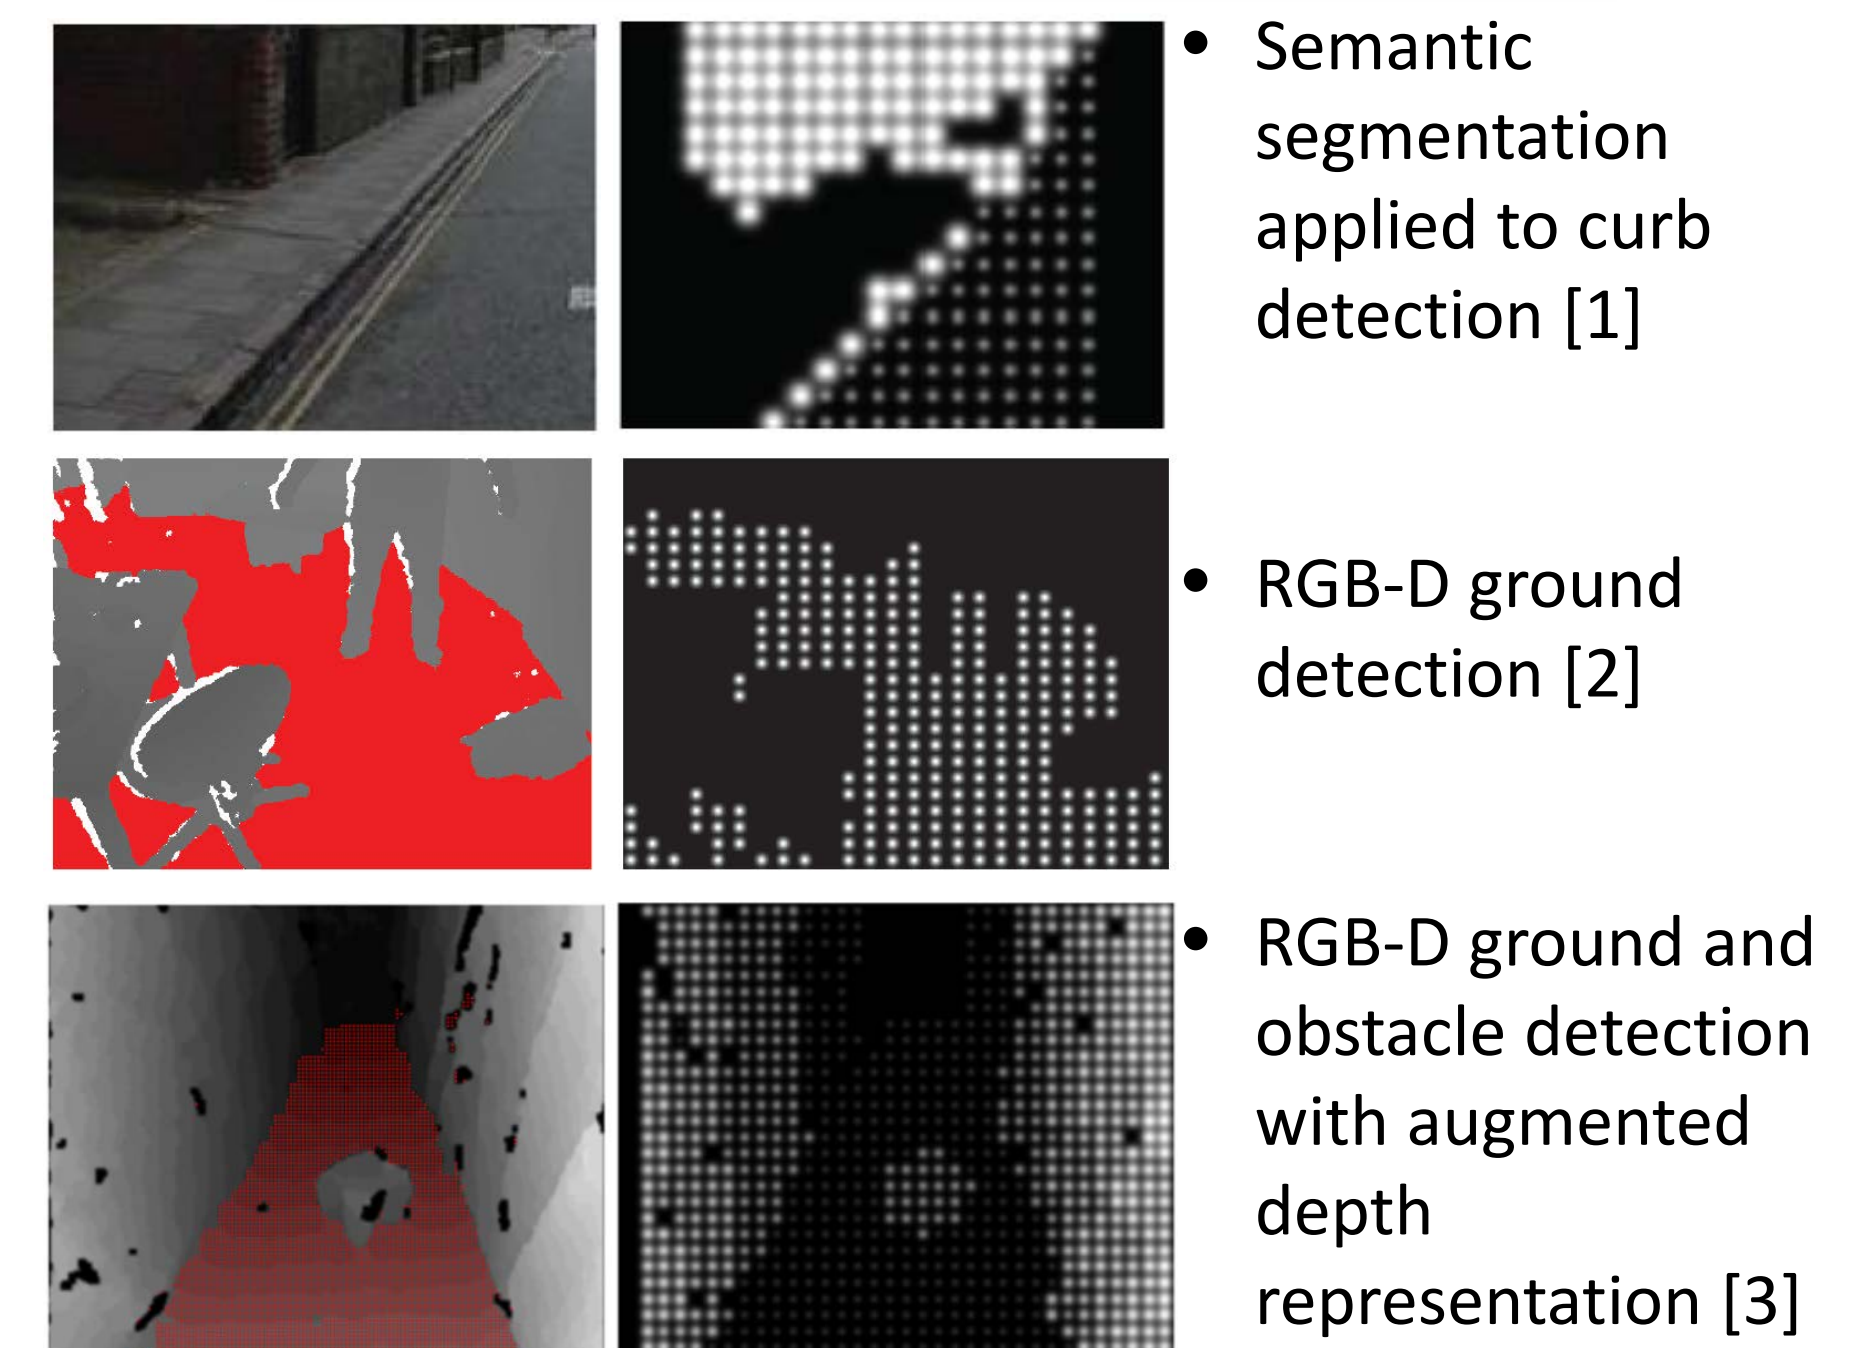 • Semantic
segmentation
applied to curb
detection [1]
• RGB-D ground
detection [2]
• RGB-D ground and
obstacle detection
with augmented
depth
representation [3]